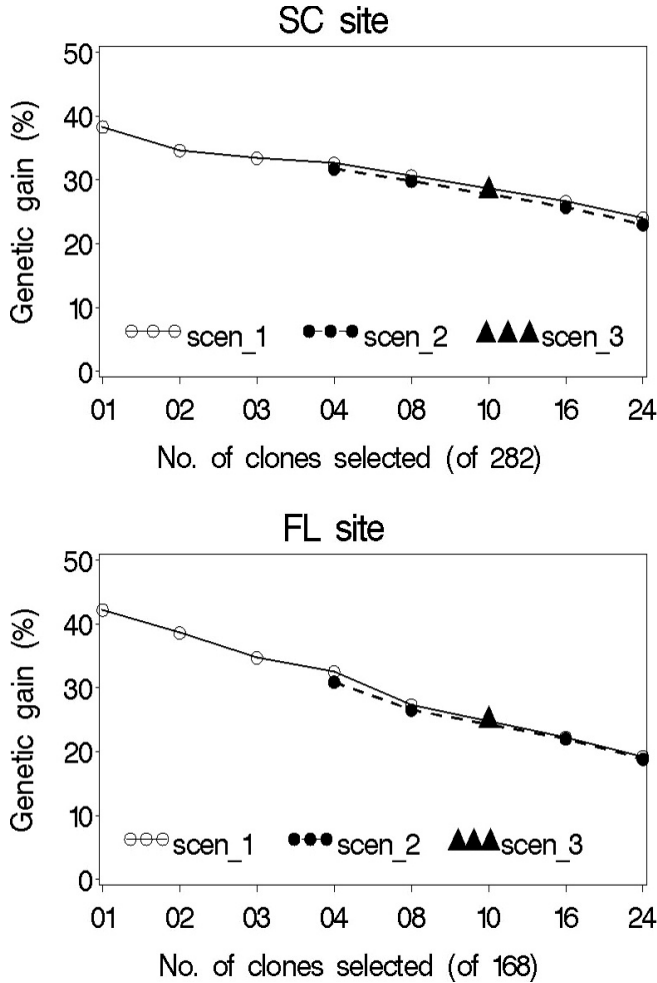 SC site
50
40
30
20
10
0
Genetic gain (%)
scen_1 scen_2 scen_3
01 02 03 04 08 10 16 24
No. of clones selected (of 282)
FL site
50
40
30
20
10
0
Genetic gain (%)
scen_1 scen_2 scen_3
01 02 03 04 08 10 16 24
No. of clones selected (of 168)